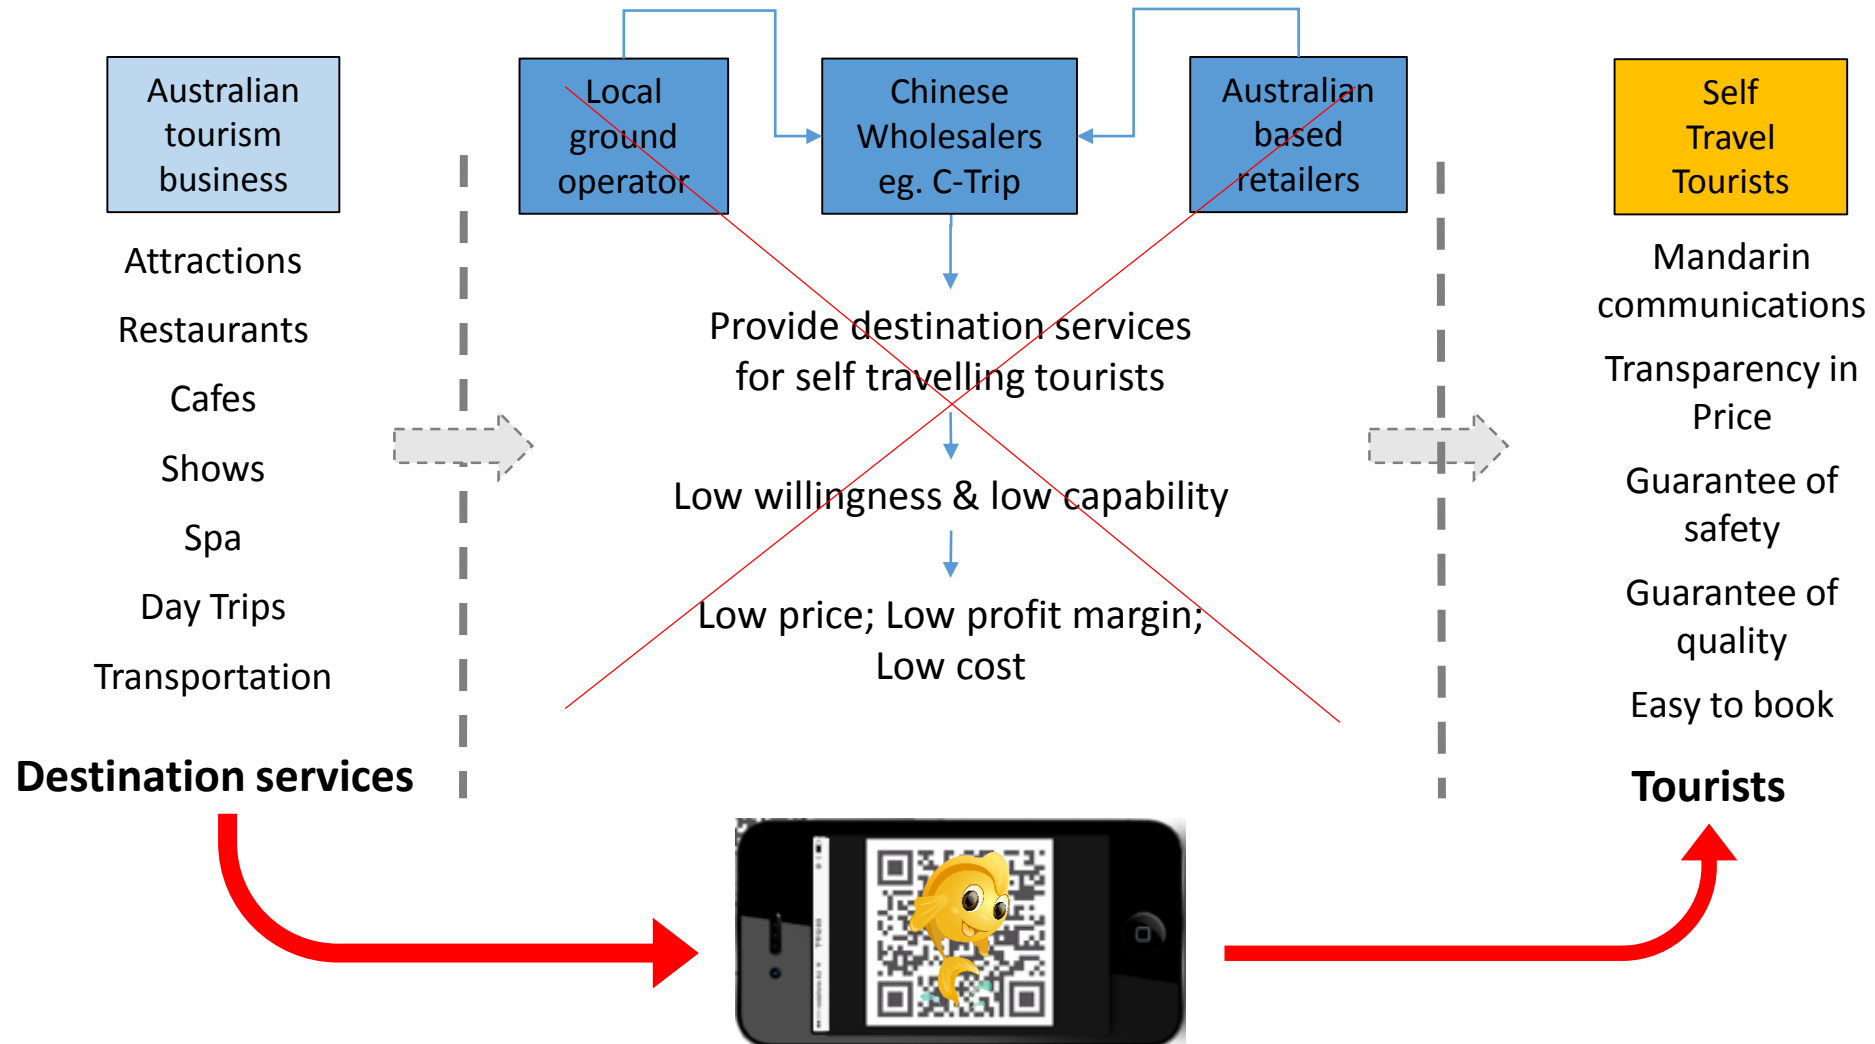 Australian
tourism
business
Local
ground
operator
Chinese
Wholesalers
eg. C-Trip
Australian
based
retailers
Self
Travel
Tourists
Attractions
Restaurants
Cafes
Shows
Spa
Day Trips
Transportation
Destination services
Provide destination services
for self travelling tourists
Low willingness & low capability
Low price; Low profit margin;
Low cost
Mandarin
communications
Transparency in
Price
Guarantee of
safety
Guarantee of
quality
Easy to book
Tourists